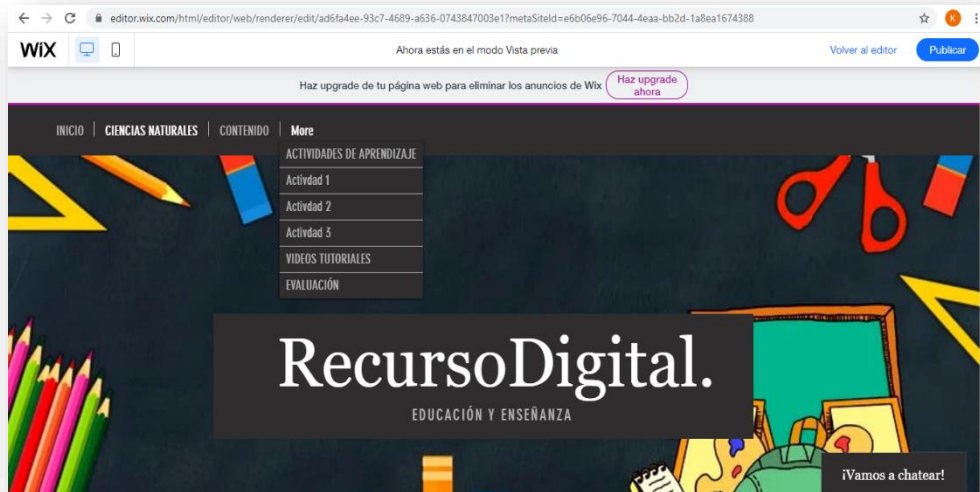 editor.wix.com/html/editor/web/renderer/edit/ad6fa4ee-93c7-4689-a636-0743847003e1?metaSiteId=e6b06e96-7044-4eaa-bb2d-1a8ea1674388
K
WiX
Ahora estás en el modo Vista previa
Volver al editor
Publicar
Haz upgrade de tu página web para eliminar los anuncios de Wix
Haz upgrade
ahora
INICIO
CIENCIAS NATURALES
CONTENIDO
More
ACTIVIDADES DE APRENDIZAJE
Activdad 1
Activdad 2
Activdad 3
VIDEOS TUTORIALES
EVALUACIÓN
RecursoDigital.
EDUCACIÓN Y ENSEÑANZA
¡Vamos a chatear!